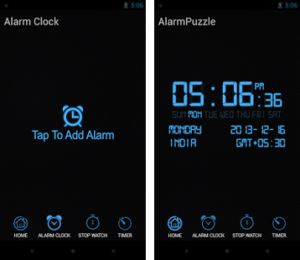 5:06
Alarm Clock
Tap To Add Alarm
HOME ALARM CLOCK STOP WATCH TIMER
5:06
AlarmPuzzle
05:06:36 PM
SUN MON TUE WED THU FRI SAT
MONDAY 2013-12-16
INDIA GMT+05:30
HOME ALARM CLOCK STOP WATCH TIMER